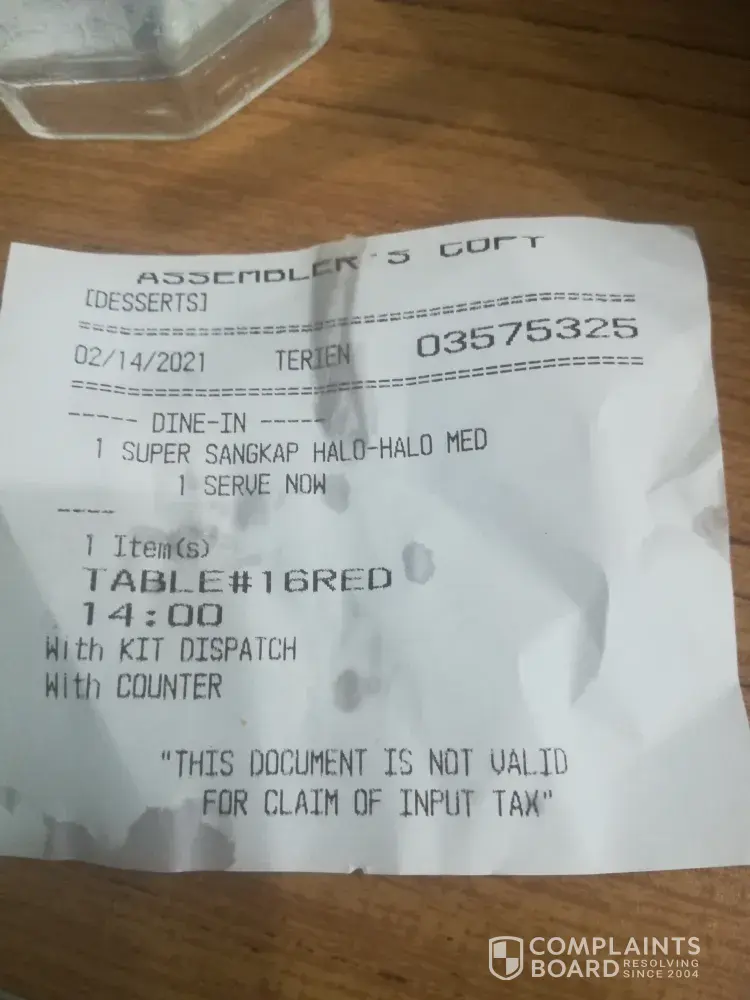 ASSEMBLER'S COPY
[DESSERTS]
==================================================
02/14/2021 TERIEN 03575325
==================================================
----- DINE-IN -----
1 SUPER SANGKAP HALO-HALO MED
1 SERVE NOW
----
1 Item(s)
TABLE#16RED
14:00
With KIT DISPATCH
With COUNTER
"THIS DOCUMENT IS NOT VALID
FOR CLAIM OF INPUT TAX"
COMPLAINTS
BOARD RESOLVING SINCE 2004